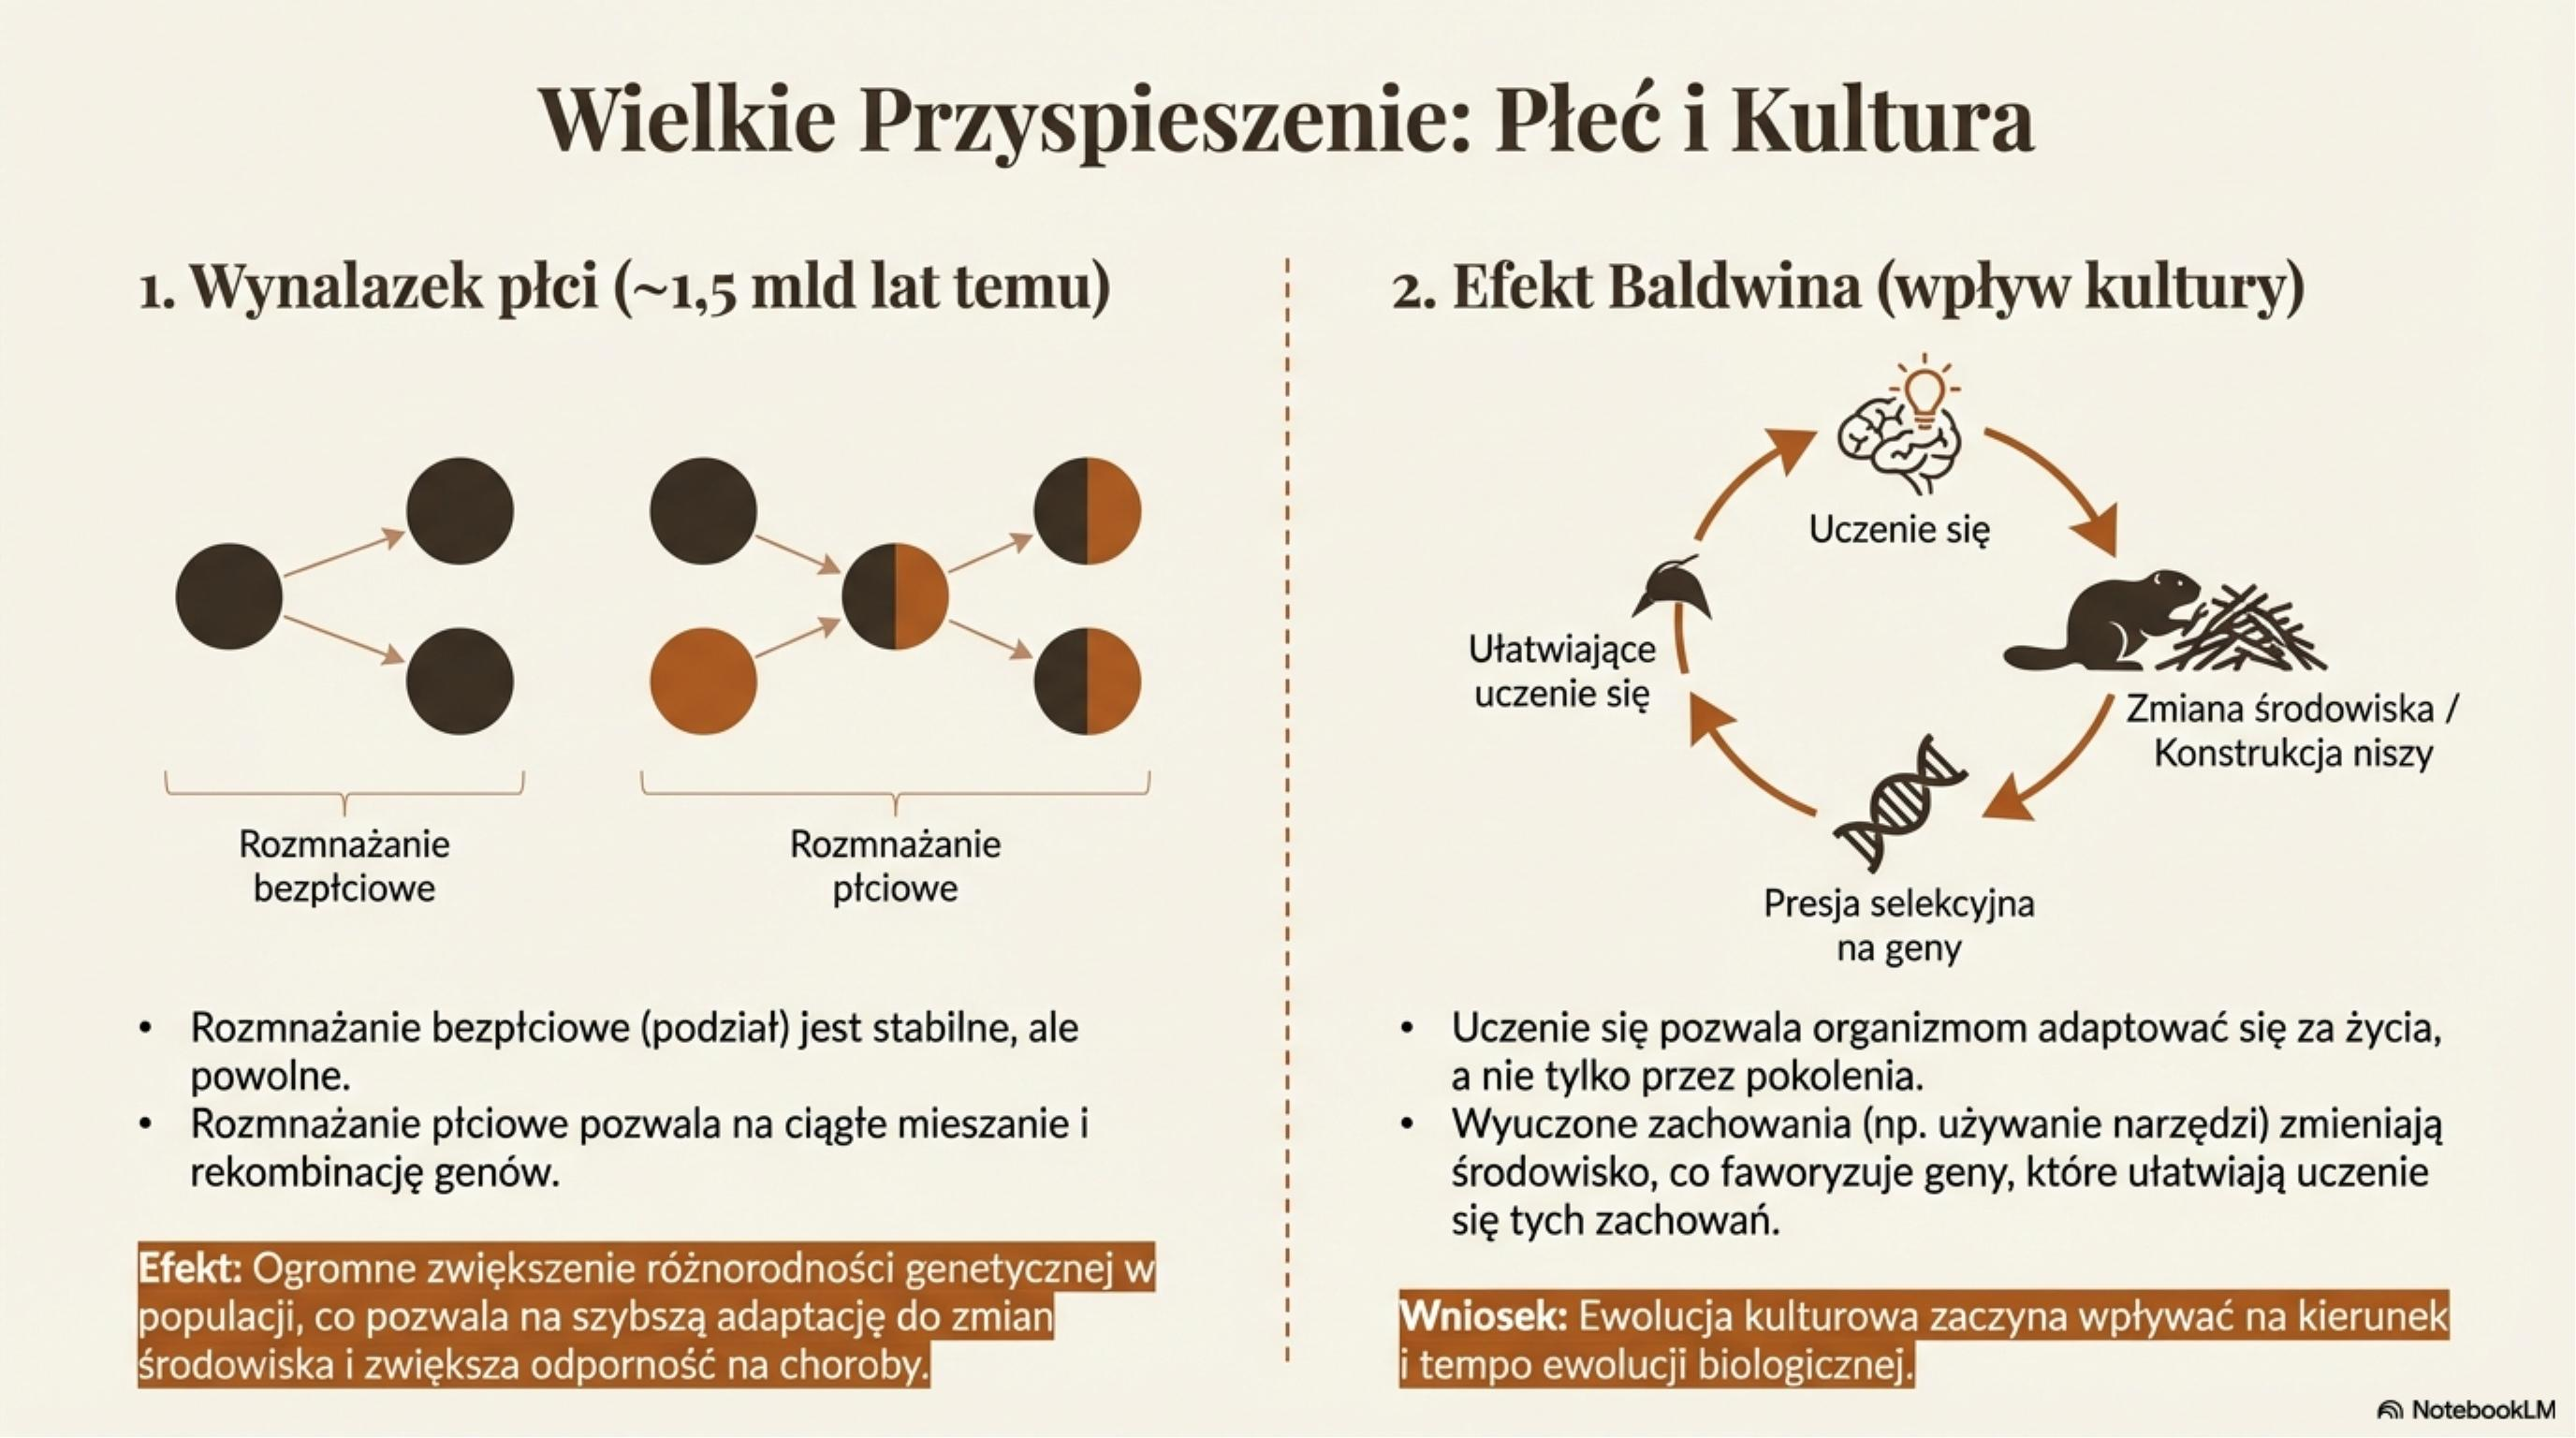 Wielkie Przyspieszenie: Płeć i Kultura
1. Wynalazek płci (~1,5 mld lat temu)
Rozmnażanie
bezpłciowe
Rozmnażanie
płciowe
• Rozmnażanie bezpłciowe (podział) jest stabilne, ale
powolne.
• Rozmnażanie płciowe pozwala na ciągłe mieszanie i
rekombinację genów.
Efekt: Ogromne zwiększenie różnorodności genetycznej w
populacji, co pozwala na szybszą adaptację do zmian
środowiska i zwiększa odporność na choroby.
2. Efekt Baldwina (wpływ kultury)
Uczenie się
Zmiana środowiska /
Konstrukcja niszy
Presja selekcyjna
na geny
Ułatwiające
uczenie się
• Uczenie się pozwala organizmom adaptować się za życia,
a nie tylko przez pokolenia.
• Wyuczone zachowania (np. używanie narzędzi) zmieniają
środowisko, co faworyzuje geny, które ułatwiają uczenie
się tych zachowań.
Wniosek: Ewolucja kulturowa zaczyna wpływać na kierunek
i tempo ewolucji biologicznej.
NotebookLM